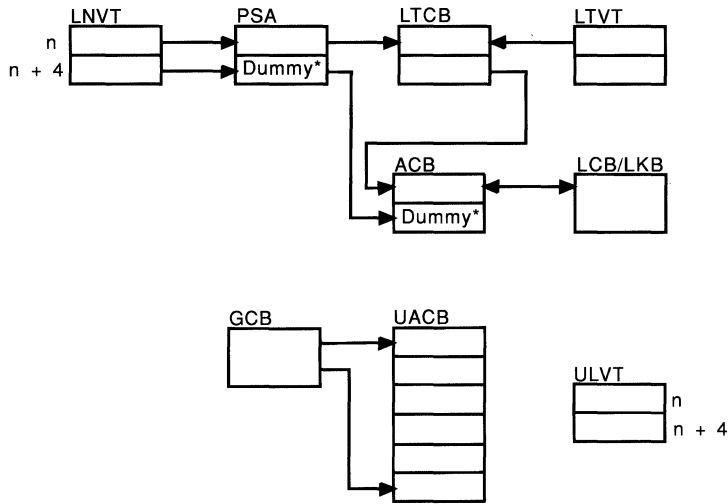 LNVT PSA LTCB LTVT
n
n + 4 Dummy*
ACB LCB/LKB
Dummy*
GCB UACB
ULVT
n
n + 4